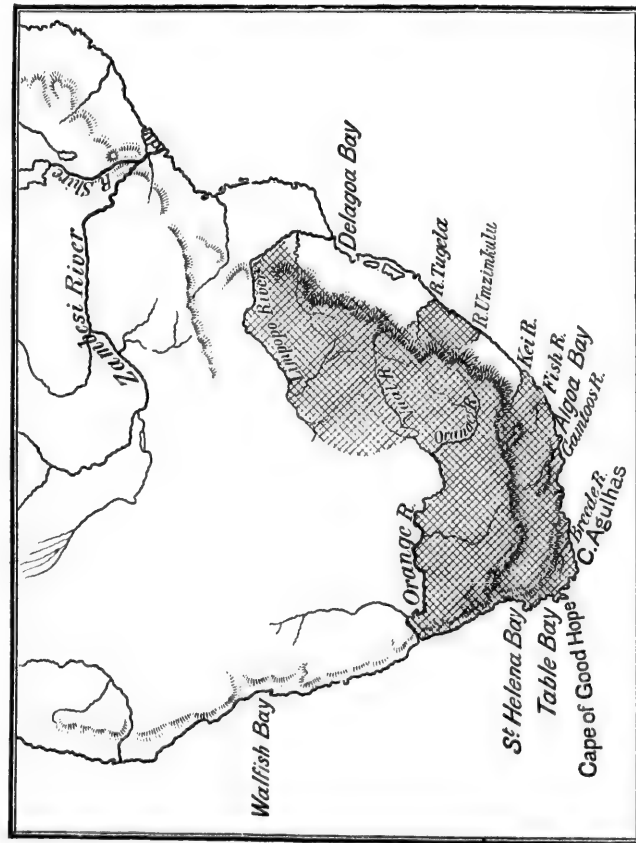 Zambesi River
R. Shire
Delagoa Bay
Limpopo River
R. Tugela
R. Umzimkulu
Vaal R.
Orange R.
Orange R.
Kei R.
Fish R.
Algoa Bay
Gamtoos R.
Breede R.
C. Agulhas
Walfish Bay
St Helena Bay
Table Bay
Cape of Good Hope